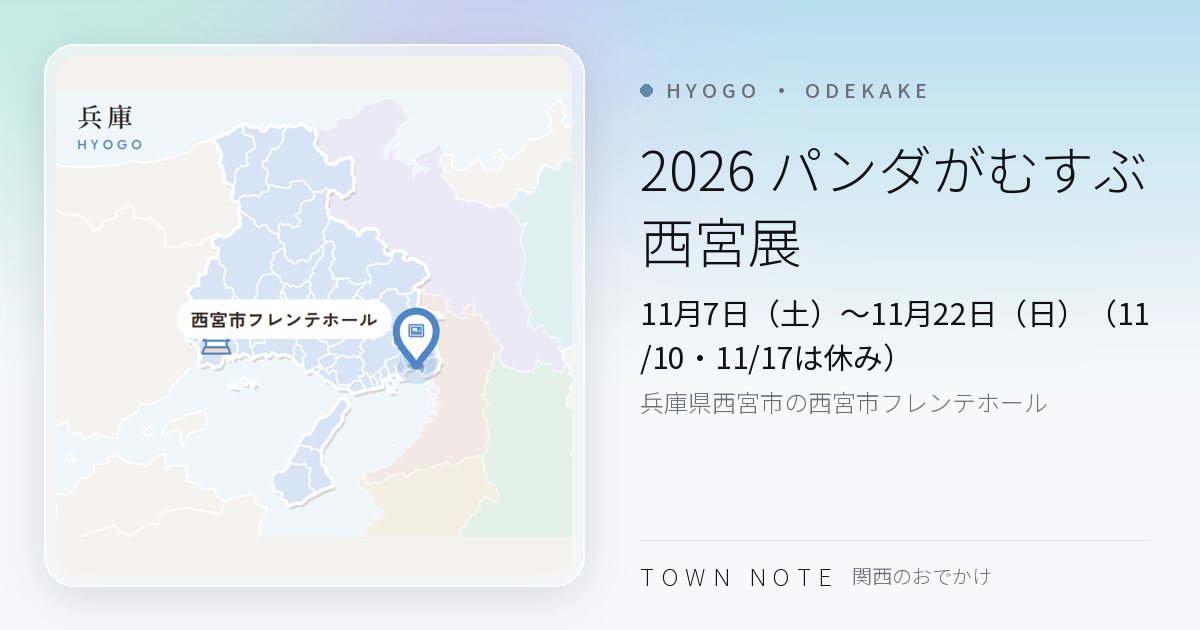 兵庫
HYOGO
西宮市フレンテホール
HYOGO • ODEKAKE
2026 パンダがむすぶ
西宮展
11月7日（土）〜11月22日（日）（11
/10・11/17は休み）
兵庫県西宮市の西宮市フレンテホール
TOWN NOTE 関西のおでかけ